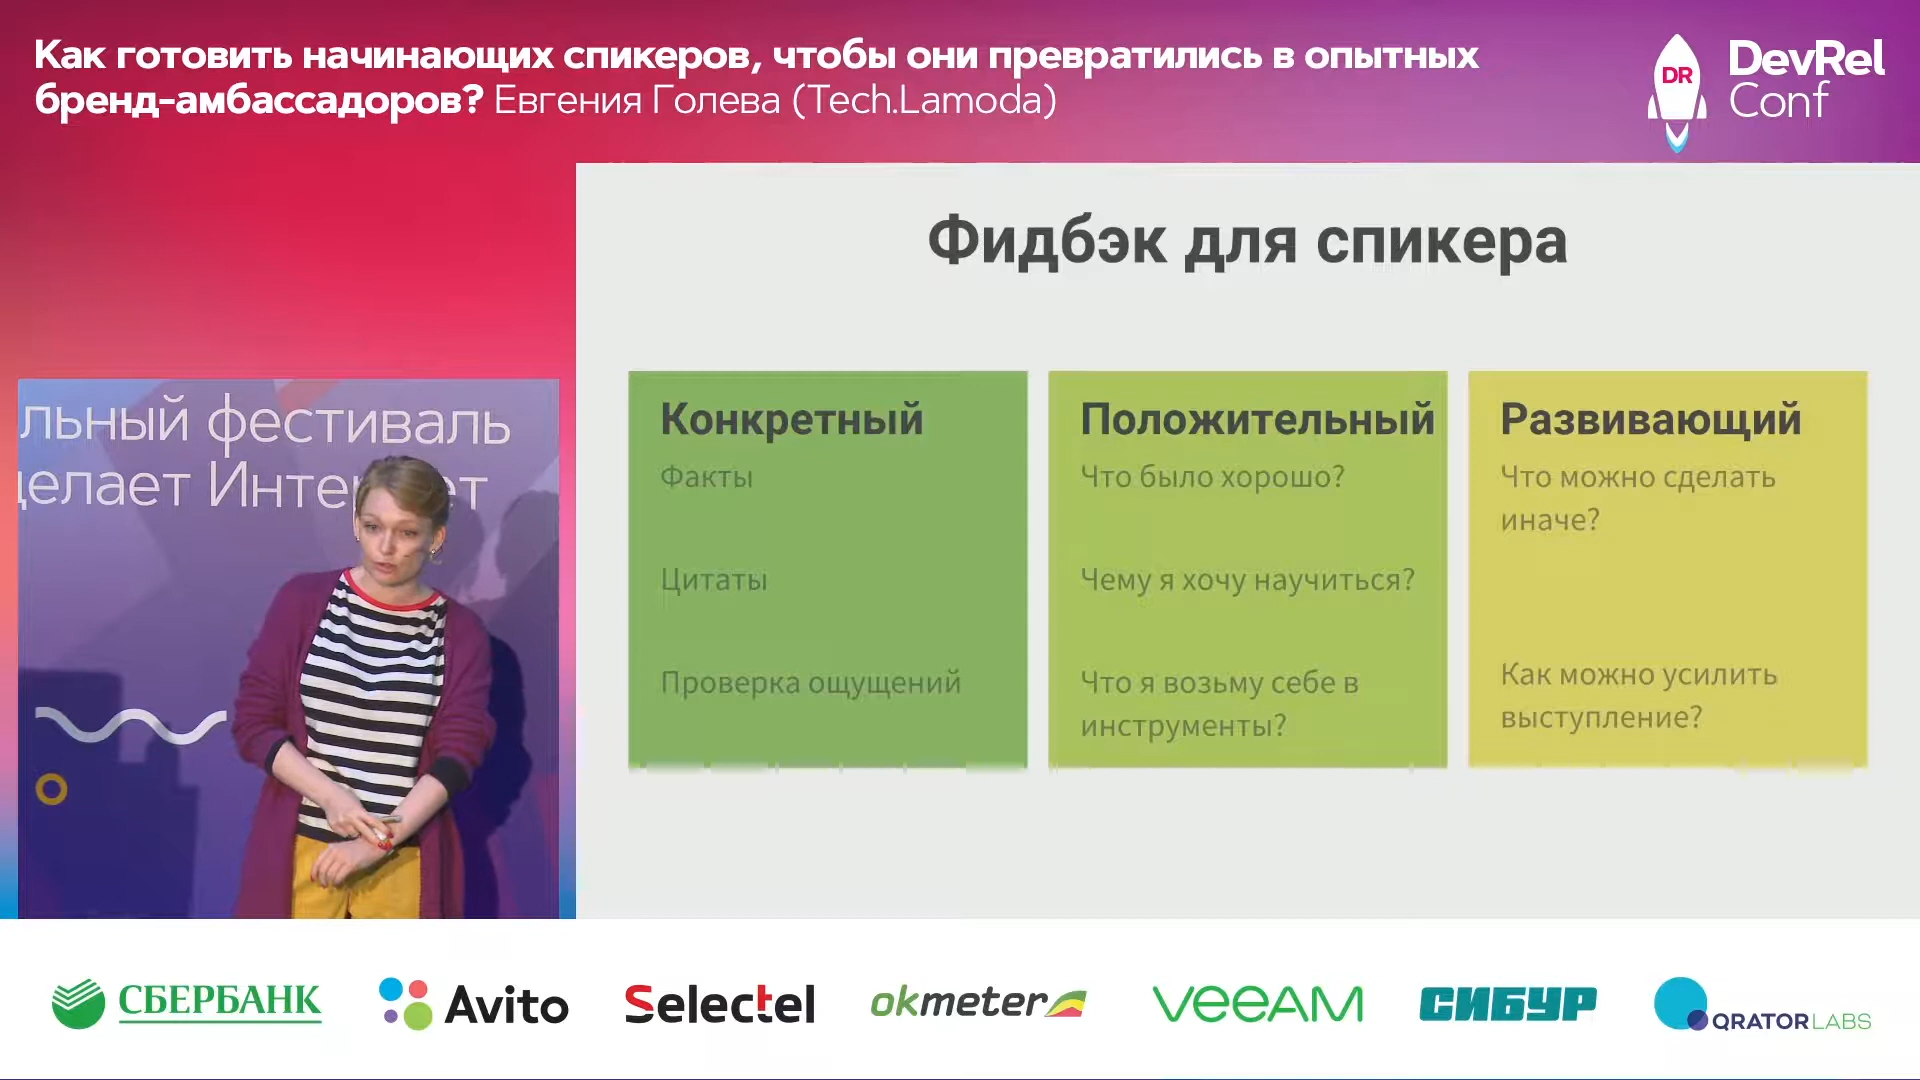 Как готовить начинающих спикеров, чтобы они превратились в опытных
бренд-амбассадоров? Евгения Голева (Tech.Lamoda)
DR
DevRel
Conf
Фидбэк для спикера
Конкретный
Факты
Цитаты
Проверка ощущений
Положительный
Что было хорошо?
Чему я хочу научиться?
Что я возьму себе в
инструменты?
Развивающий
Что можно сделать
иначе?
Как можно усилить
выступление?
льный фестиваль
делает Интернет
СБЕРБАНК
Avito
Selectel
okmeter
veeam
СИБУР
QRATOR LABS